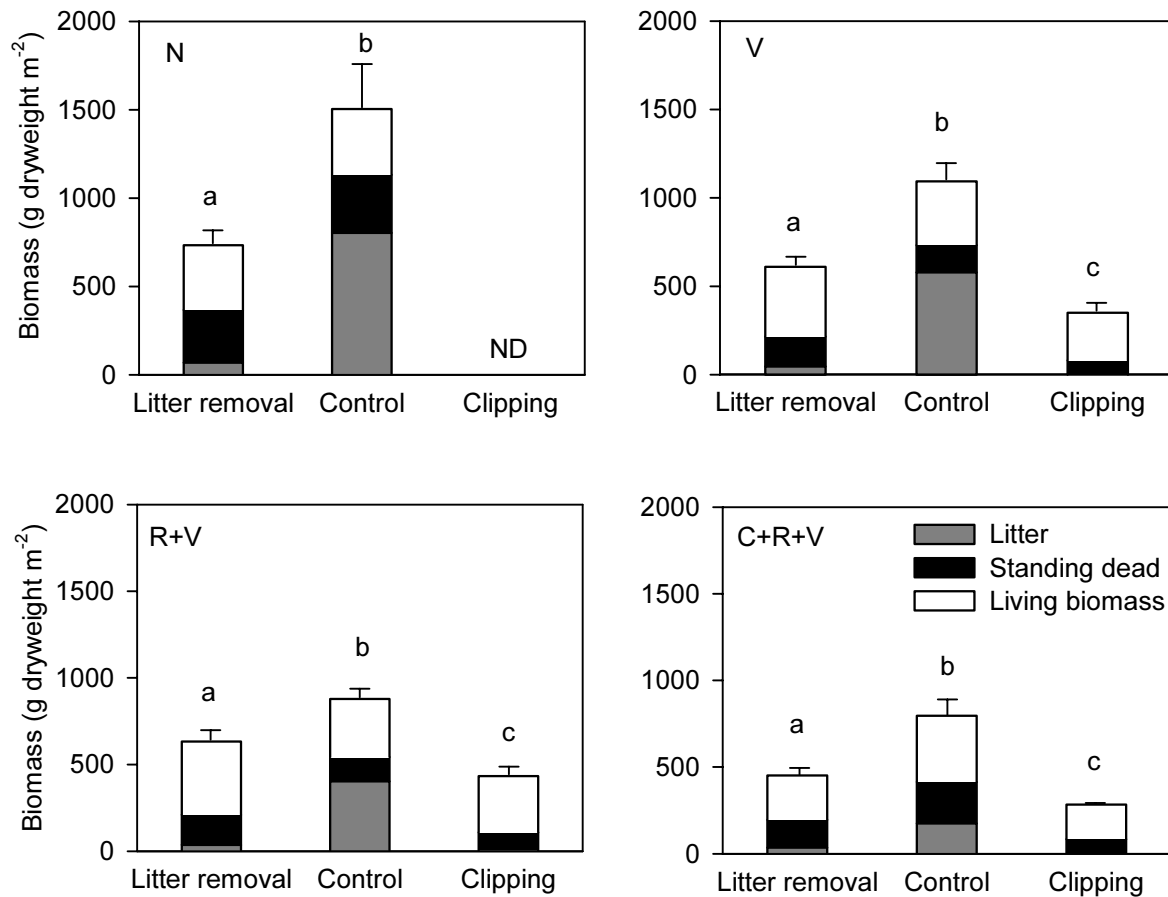 Biomass (g dryweight m⁻²)
2000
1500
1000
500
0
N
a
b
ND
Litter removal Control Clipping
2000
1500
1000
500
0
V
a
b
c
Litter removal Control Clipping
Biomass (g dryweight m⁻²)
2000
1500
1000
500
0
R+V
a
b
c
Litter removal Control Clipping
2000
1500
1000
500
0
C+R+V
Litter
Standing dead
Living biomass
a
b
c
Litter removal Control Clipping